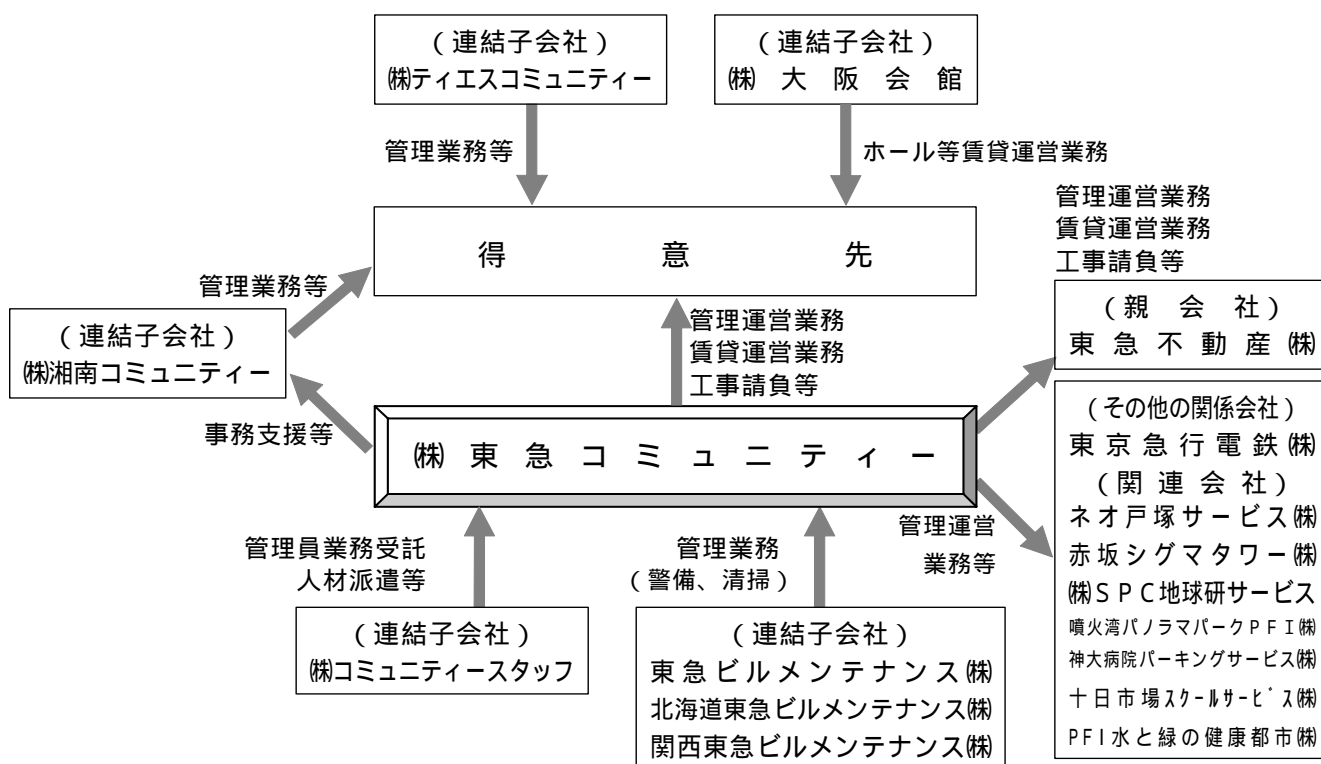 (連結子会社)
㈱ティエスコミュニティー
(連結子会社)
㈱大阪会館
管理業務等
ホール等賃貸運営業務
得意先
管理運営業務
賃貸運営業務
工事請負等
(親会社)
東急不動産㈱
管理業務等
(連結子会社)
㈱湘南コミュニティー
事務支援等
管理運営業務
賃貸運営業務
工事請負等
㈱東急コミュニティー
(その他の関係会社)
東京急行電鉄㈱
(関連会社)
ネオ戸塚サービス㈱
赤坂シグマタワー㈱
㈱SPC地球研サービス
噴火湾パノラマパークPFI㈱
神大病院パーキングサービス㈱
十日市場スクールサービス㈱
PFI水と緑の健康都市㈱
管理運営
業務等
管理員業務受託
人材派遣等
(連結子会社)
㈱コミュニティースタッフ
管理業務
(警備、清掃)
(連結子会社)
東急ビルメンテナンス㈱
北海道東急ビルメンテナンス㈱
関西東急ビルメンテナンス㈱